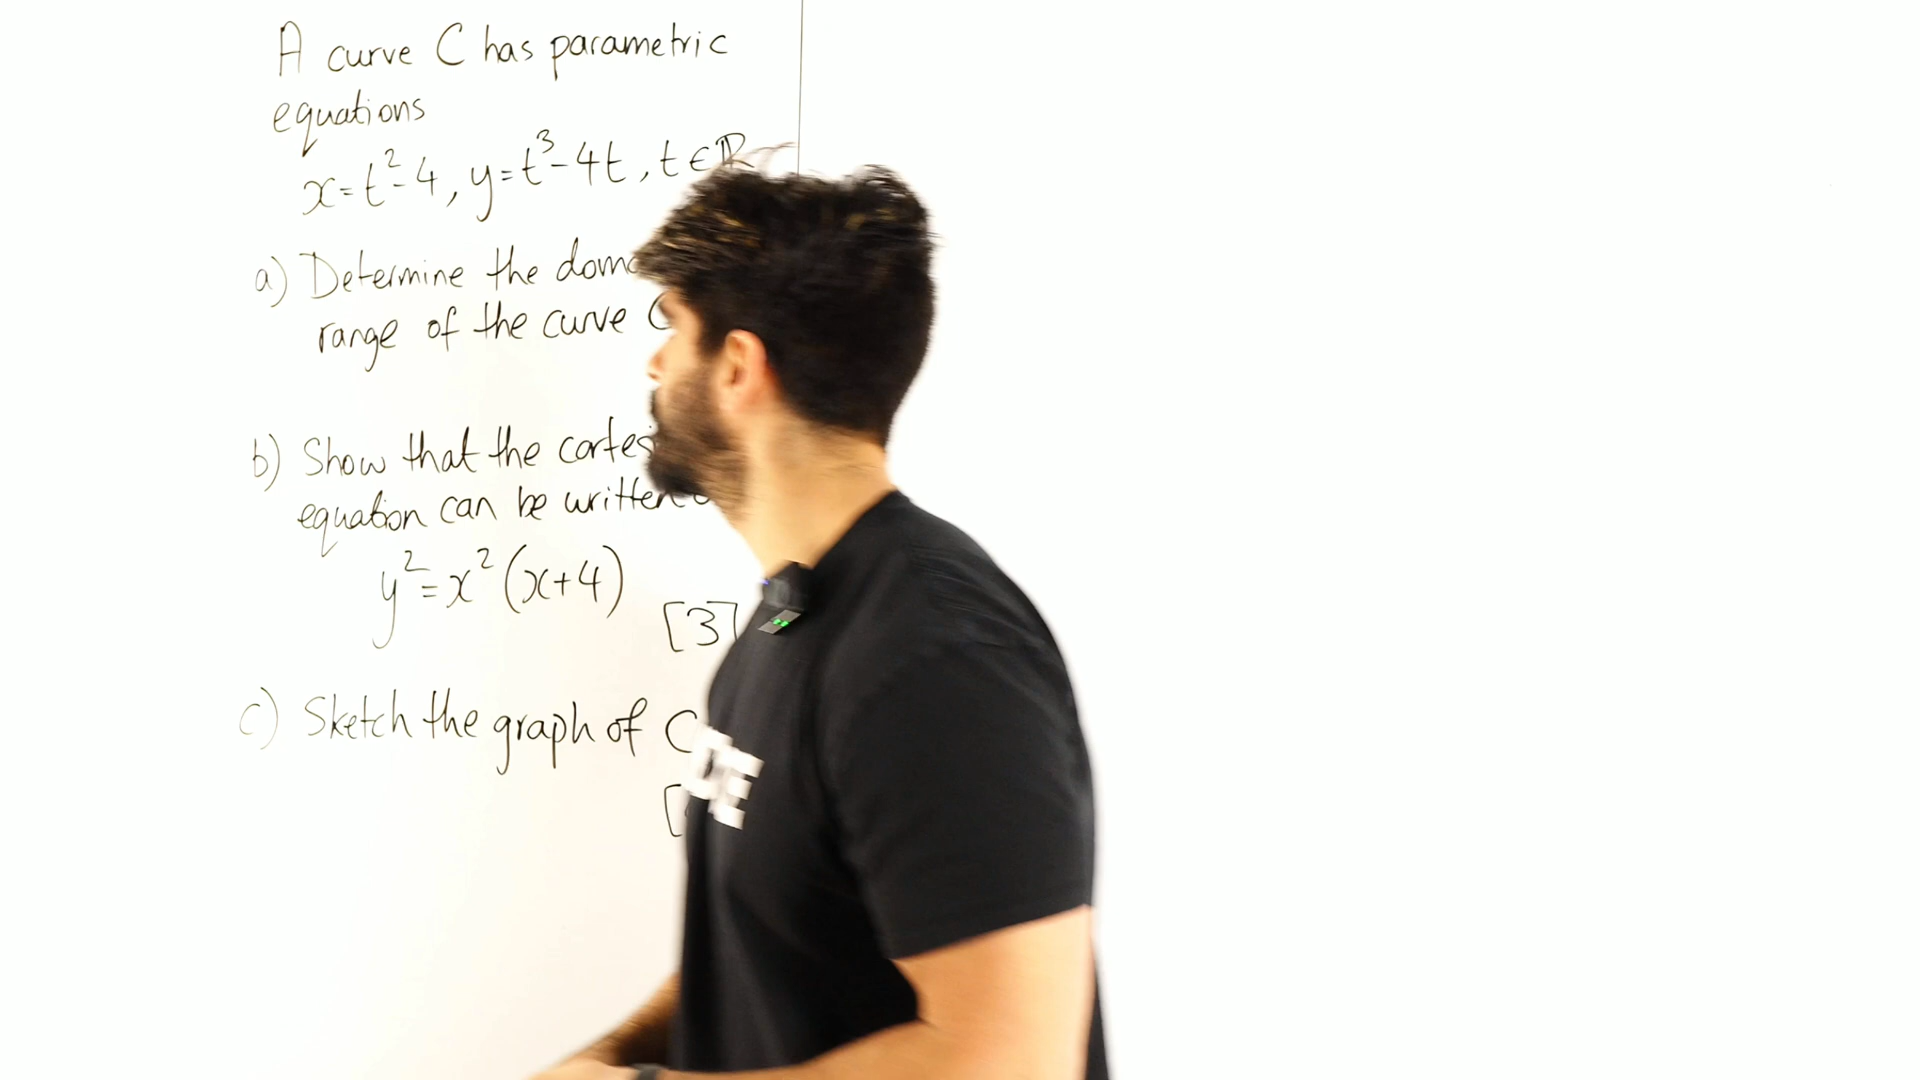 A curve C has parametric
equations
x=t²-4, y=t³-4t, t∈ℝ
a) Determine the
range of the curve C
b) Show that the
equation can be written
y²=x²(x+4)
[3]
c) Sketch the graph of C